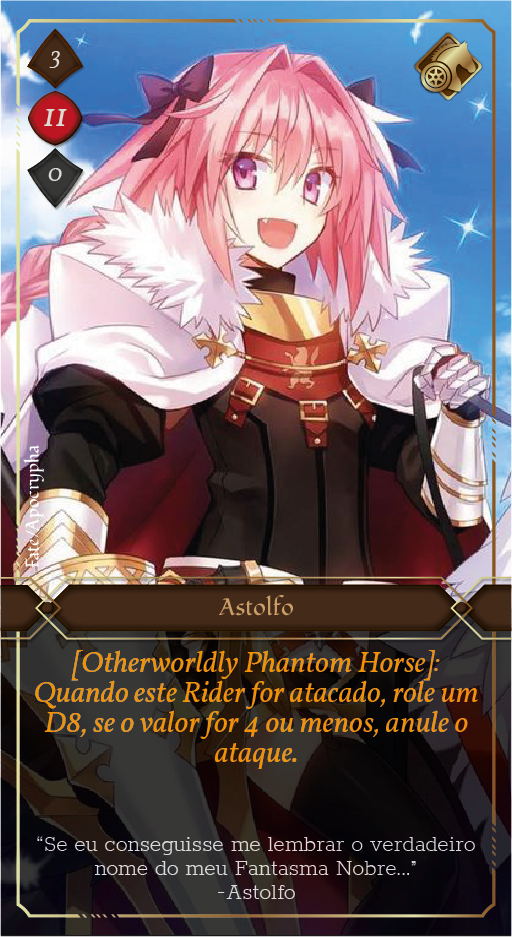 3
II
0
Fate Apocrypha
Astolfo
[Otherworldly Phantom Horse]:
Quando este Rider for atacado, role um
D8, se o valor for 4 ou menos, anule o
ataque.
“Se eu conseguisse me lembrar o verdadeiro
nome do meu Fantasma Nobre...”
-Astolfo